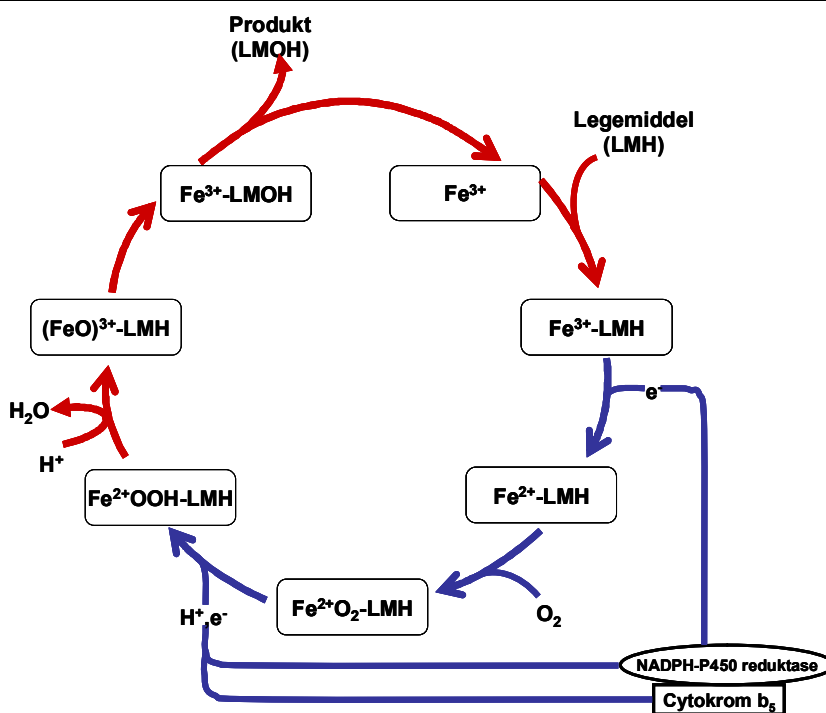 Produkt
(LMOH)
Legemiddel
(LMH)
Fe³⁺-LMOH
Fe³⁺
(FeO)³⁺-LMH
Fe³⁺-LMH
e⁻
H₂O
H⁺
Fe²⁺OOH-LMH
Fe²⁺-LMH
Fe²⁺O₂-LMH
H⁺,e⁻
O₂
NADPH-P450 reduktase
Cytokrom b₅